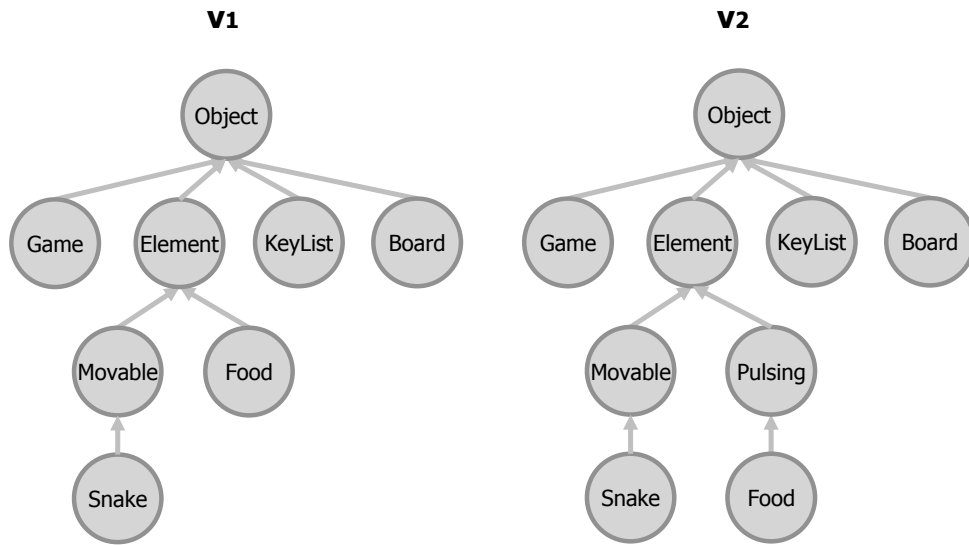 v1
v2
Object
Object
Game
Element
KeyList
Board
Game
Element
KeyList
Board
Movable
Food
Movable
Pulsing
Snake
Snake
Food